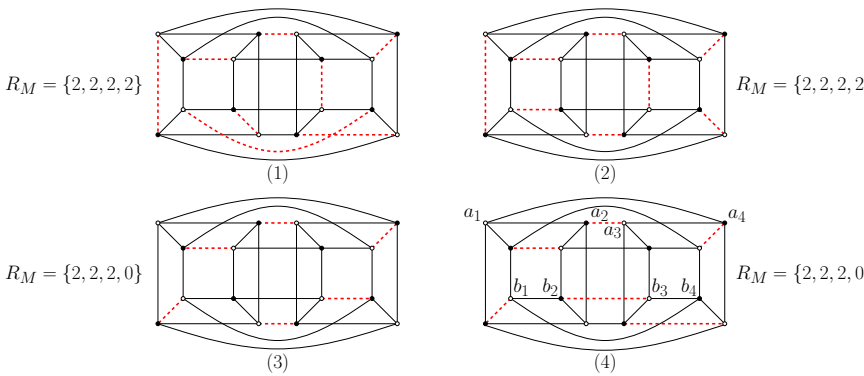 R_M = {2, 2, 2, 2}
(1)
R_M = {2, 2, 2, 2
(2)
R_M = {2, 2, 2, 0}
(3)
a_1 a_2 a_3 a_4
b_1 b_2 b_3 b_4
R_M = {2, 2, 2, 0
(4)